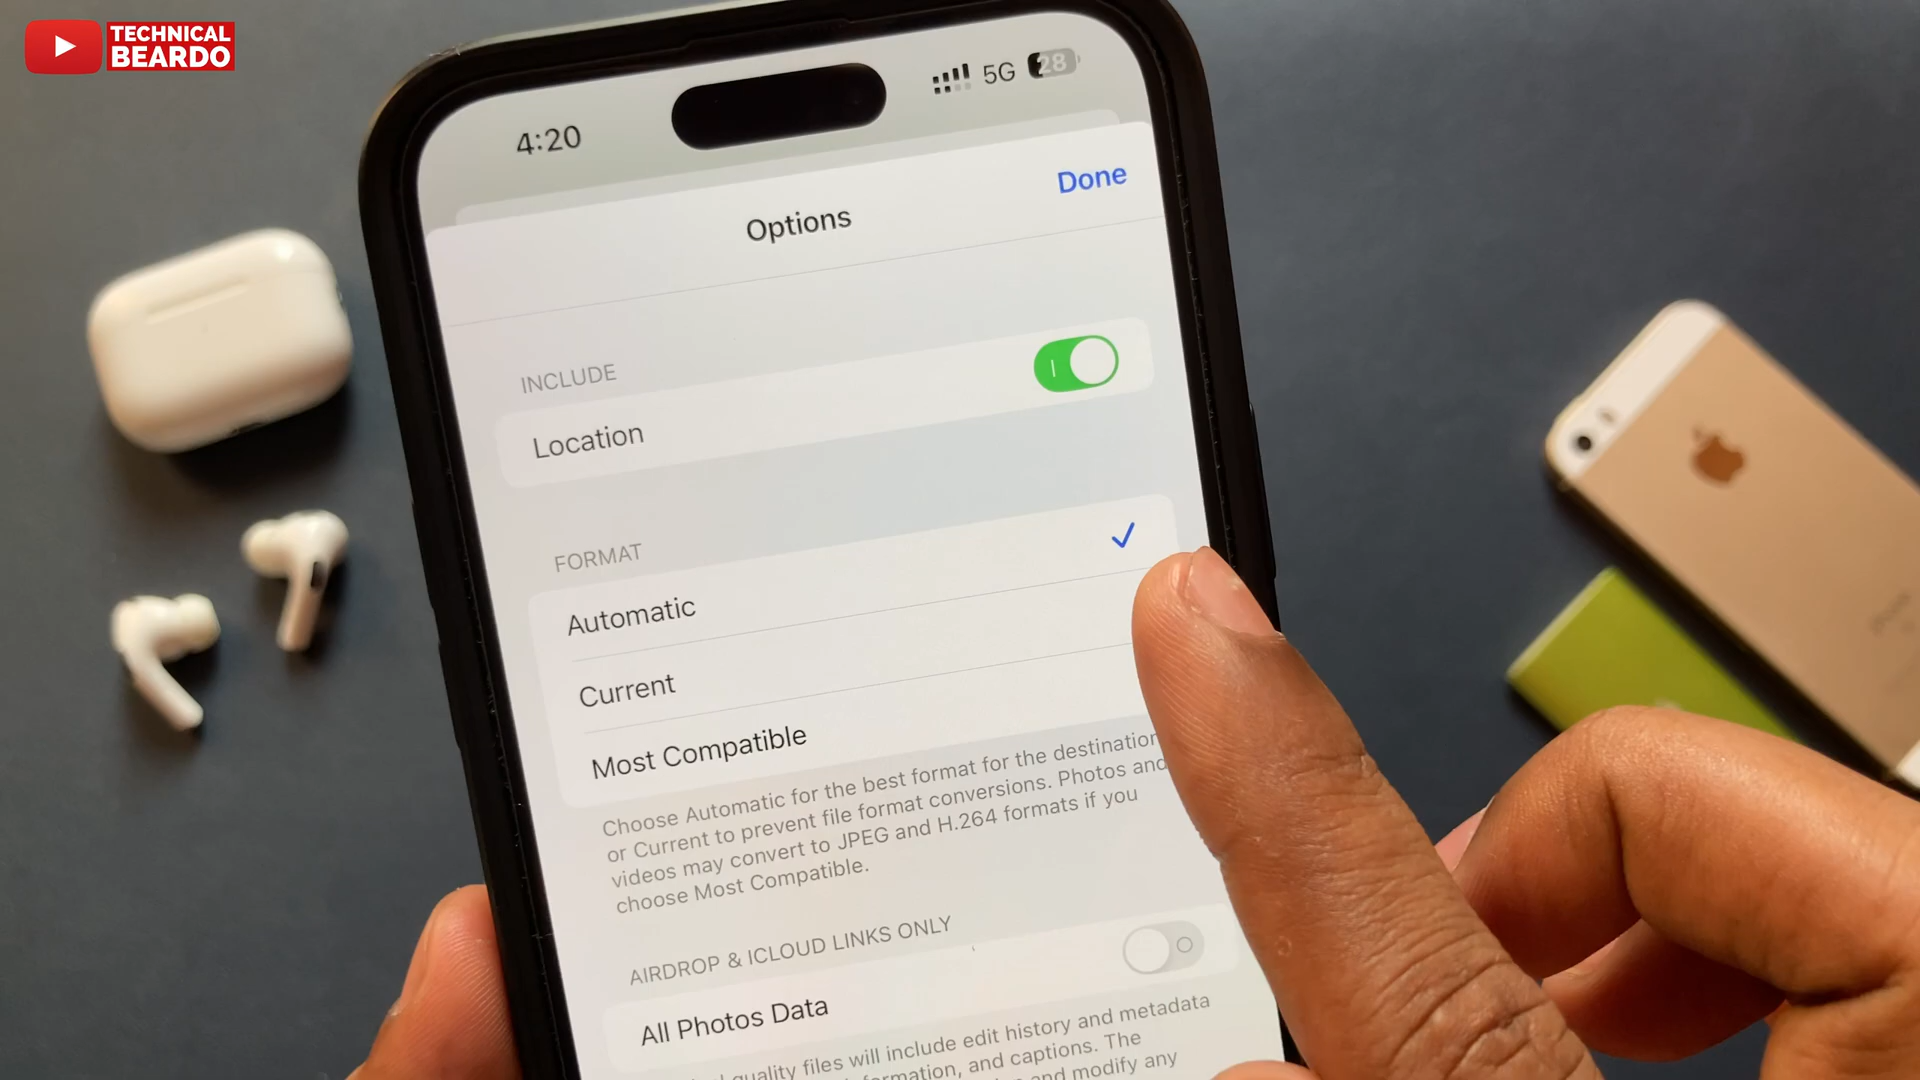 TECHNICAL
BEARDO
4:20
5G
28
Done
Options
INCLUDE
Location
FORMAT
Automatic
Current
Most Compatible
Choose Automatic for the best format for the destination
or Current to prevent file format conversions. Photos and
videos may convert to JPEG and H.264 formats if you
choose Most Compatible.
AIRDROP & ICLOUD LINKS ONLY
All Photos Data
quality files will include edit history and metadata
and captions. The
and modify any